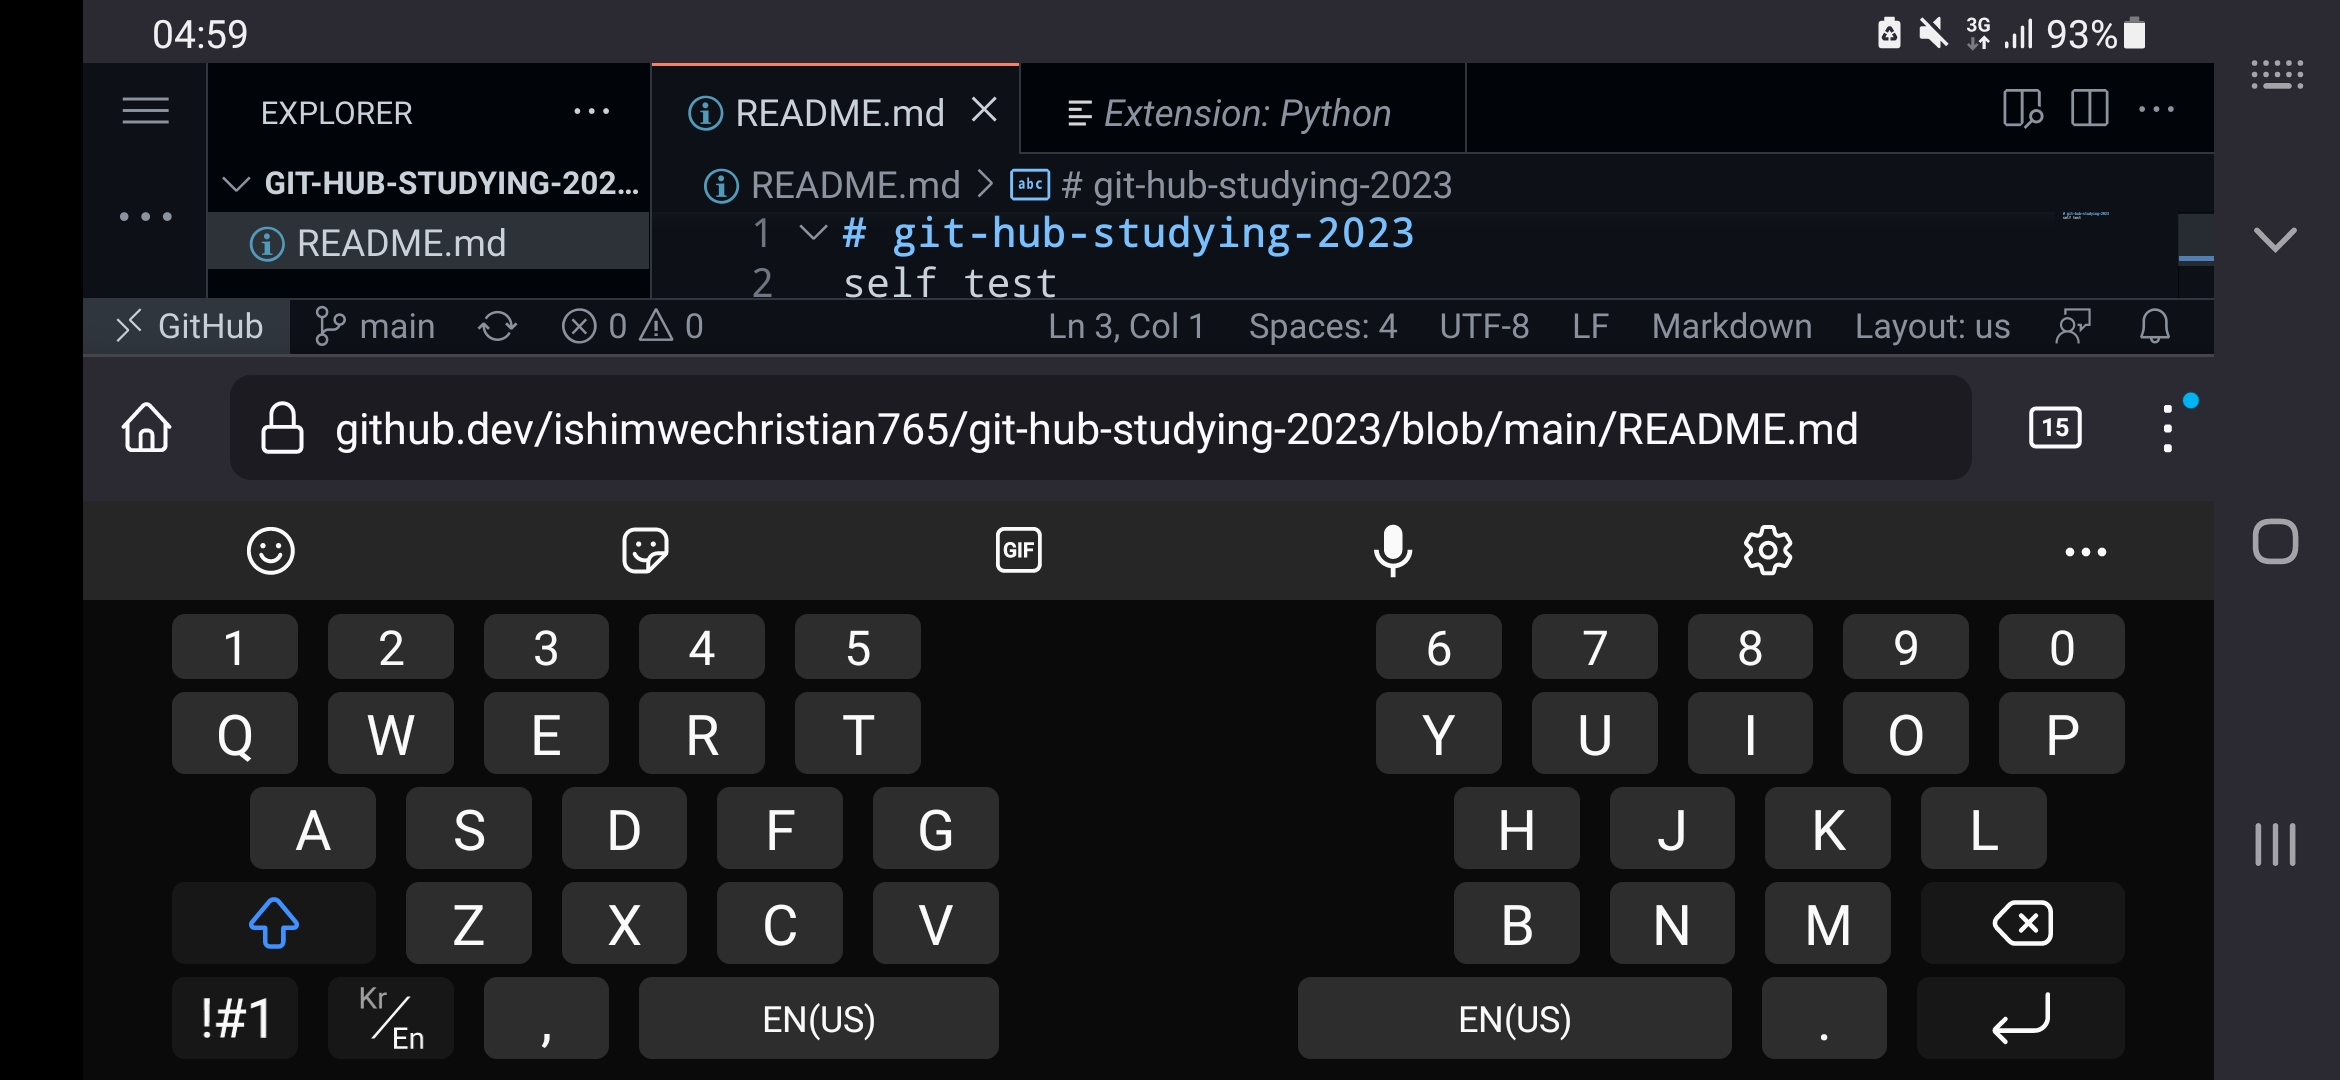 04:59
3G 93%
EXPLORER
README.md
Extension: Python
GIT-HUB-STUDYING-202...
README.md
README.md > abc # git-hub-studying-2023
1 # git-hub-studying-2023
2 self test
GitHub main 0 0 Ln 3, Col 1 Spaces: 4 UTF-8 LF Markdown Layout: us
github.dev/ishimwechristian765/git-hub-studying-2023/blob/main/README.md 15
GIF
1 2 3 4 5 6 7 8 9 0
Q W E R T Y U I O P
A S D F G H J K L
Z X C V B N M
!#1 Kr/En , EN(US) EN(US) .